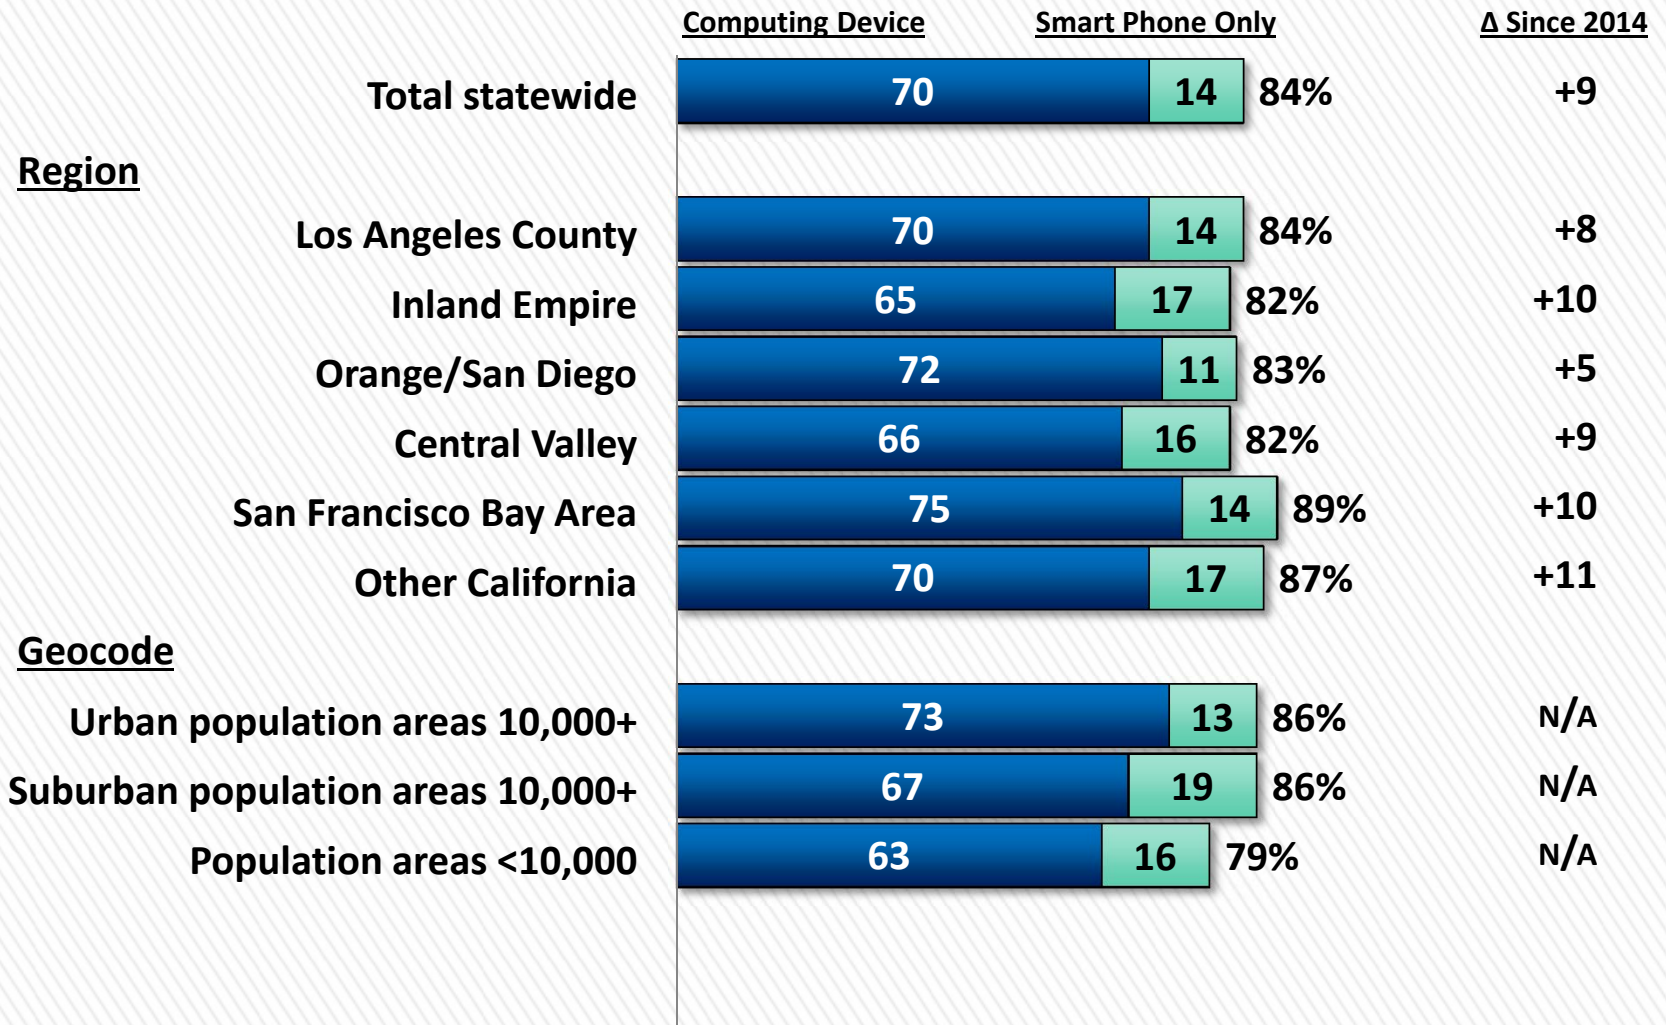 Computing Device Smart Phone Only Δ Since 2014
Total statewide 70 14 84% +9
Region
Los Angeles County 70 14 84% +8
Inland Empire 65 17 82% +10
Orange/San Diego 72 11 83% +5
Central Valley 66 16 82% +9
San Francisco Bay Area 75 14 89% +10
Other California 70 17 87% +11
Geocode
Urban population areas 10,000+ 73 13 86% N/A
Suburban population areas 10,000+ 67 19 86% N/A
Population areas <10,000 63 16 79% N/A